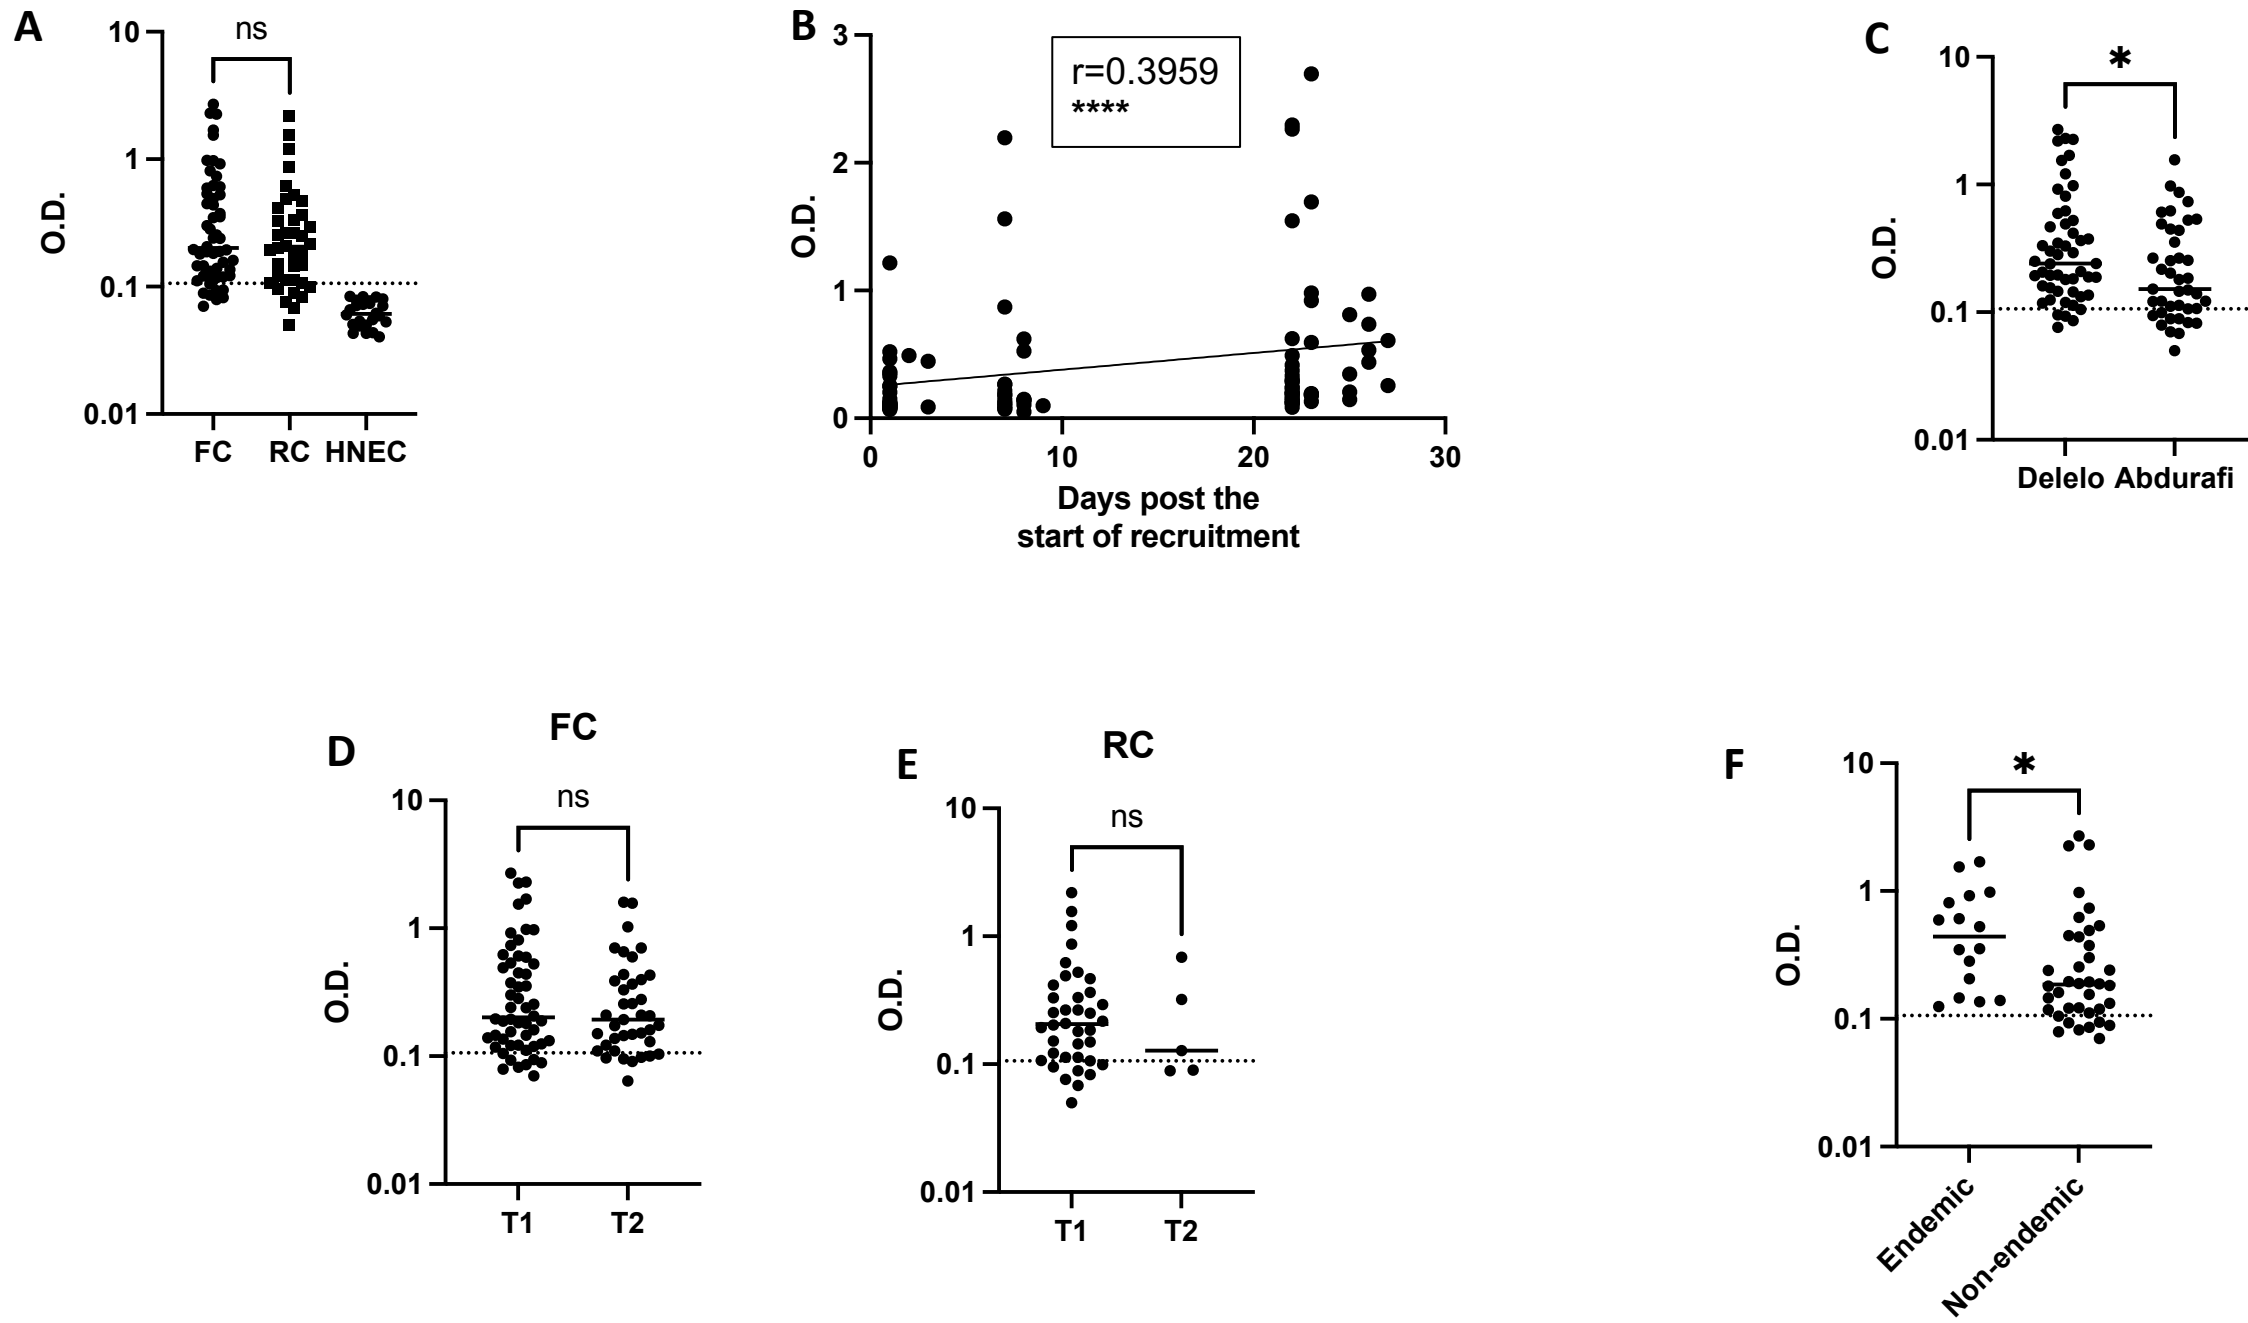 A
ns
10
1
0.1
0.01
O.D.
FC RC HNEC
B
r=0.3959
****
3
2
1
0
O.D.
0 10 20 30
Days post the
start of recruitment
C
*
10
1
0.1
0.01
O.D.
Delelo Abdurafi
D
FC
ns
10
1
0.1
0.01
O.D.
T1 T2
E
RC
ns
10
1
0.1
0.01
O.D.
T1 T2
F
*
10
1
0.1
0.01
O.D.
Endemic
Non-endemic